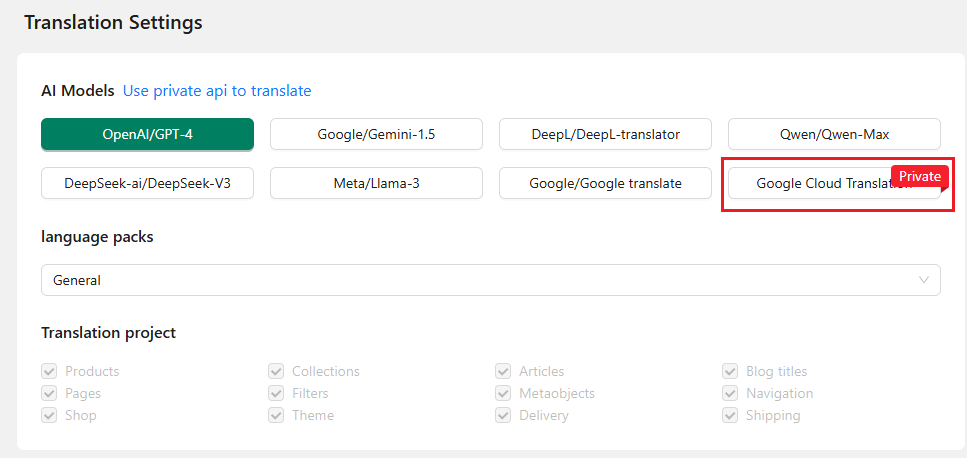 Translation Settings
AI Models Use private api to translate
OpenAI/GPT-4 Google/Gemini-1.5 DeepL/DeepL-translator Qwen/Qwen-Max
DeepSeek-ai/DeepSeek-V3 Meta/Llama-3 Google/Google translate Google Cloud Translation Private
language packs
General
Translation project
Products Collections Articles Blog titles
Pages Filters Metaobjects Navigation
Shop Theme Delivery Shipping